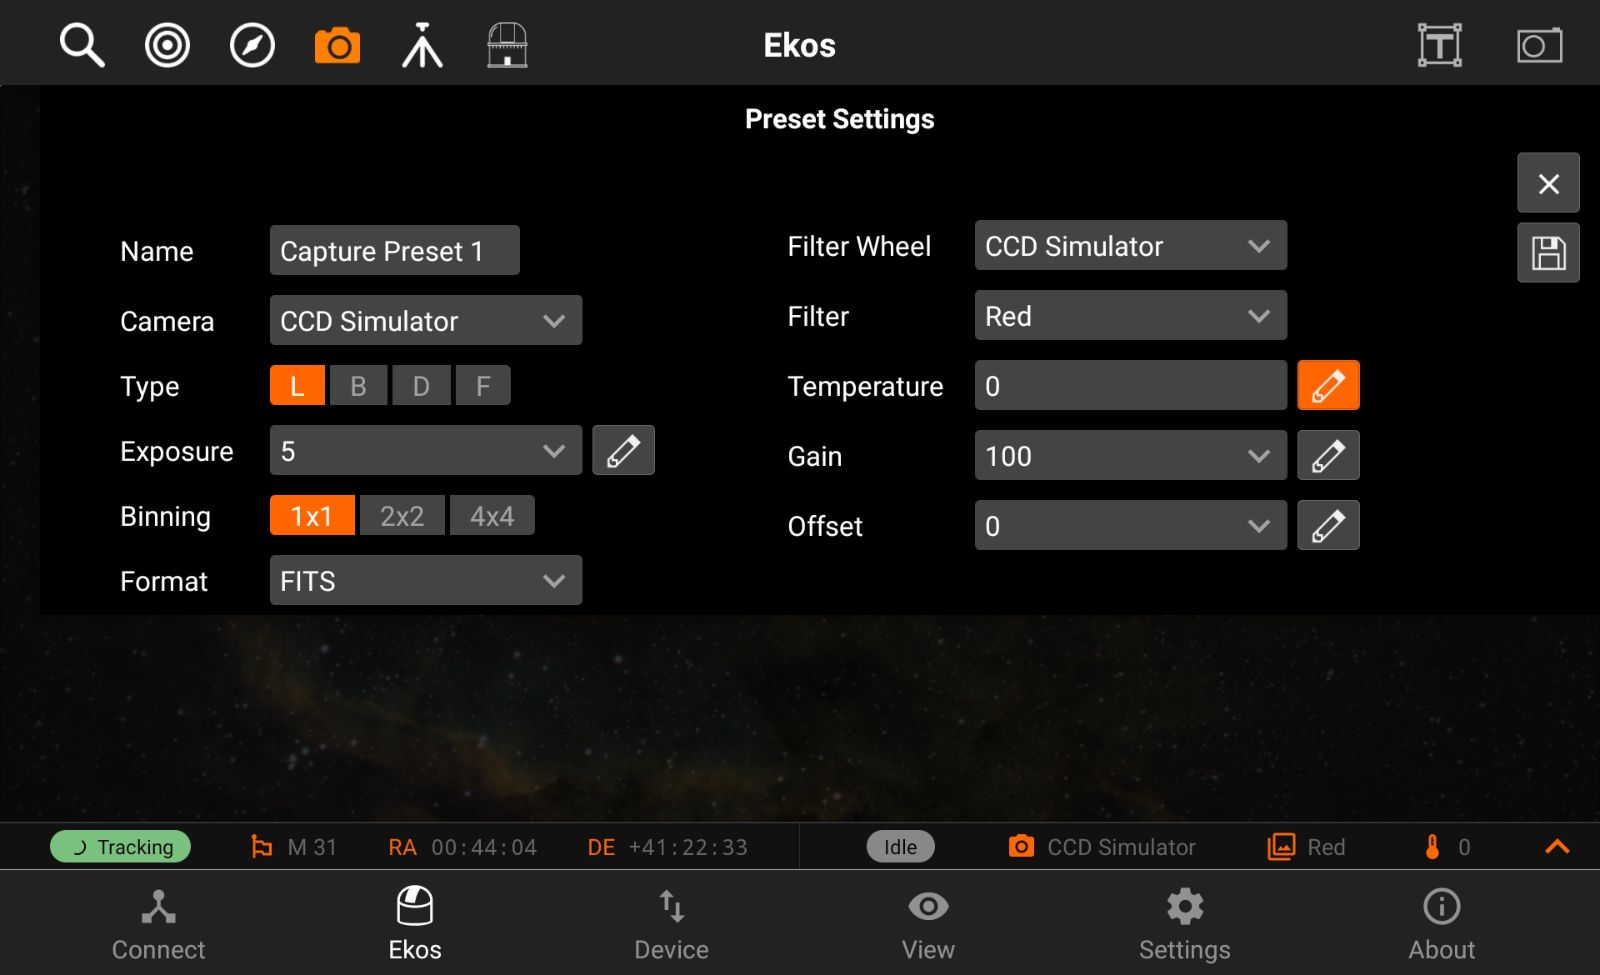 Ekos
T
Preset Settings
Name
Capture Preset 1
Camera
CCD Simulator
Type
L B D F
Exposure
5
Binning
1x1 2x2 4x4
Format
FITS
Filter Wheel
CCD Simulator
Filter
Red
Temperature
0
Gain
100
Offset
0
Tracking
M 31
RA 00:44:04
DE +41:22:33
Idle
CCD Simulator
Red
0
Connect
Ekos
Device
View
Settings
About